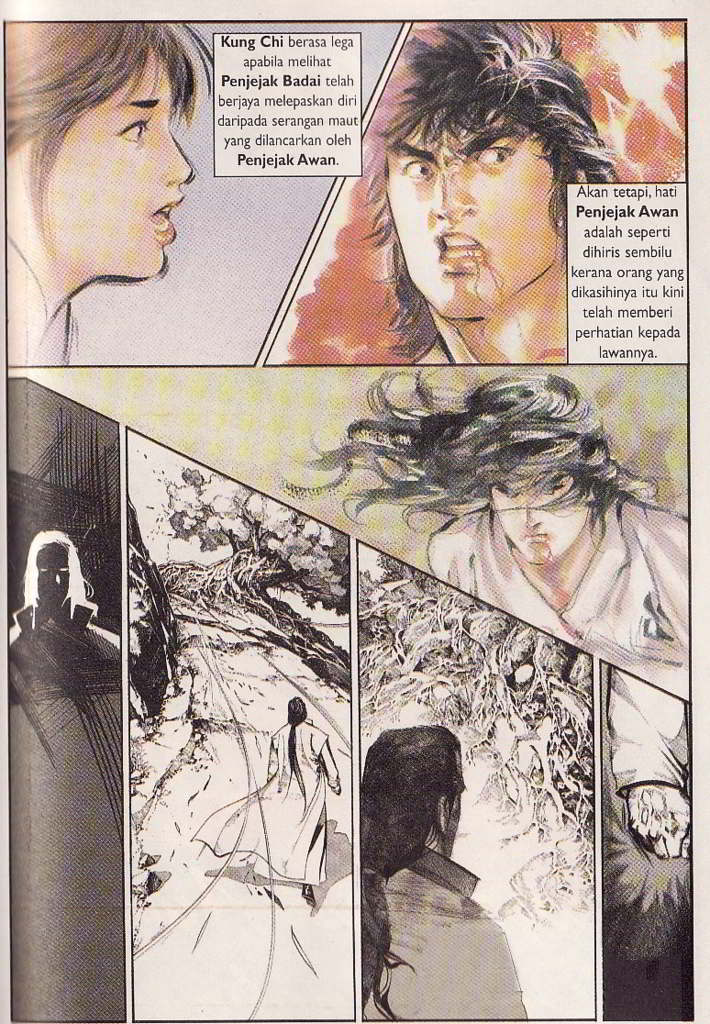 Kung Chi berasa lega
apabila melihat
Penjejak Badai telah
berjaya melepaskan diri
daripada serangan maut
yang dilancarkan oleh
Penjejak Awan.
Akan tetapi, hati
Penjejak Awan
adalah seperti
dihiris sembilu
kerana orang yang
dikasihinya itu kini
telah memberi
perhatian kepada
lawannya.